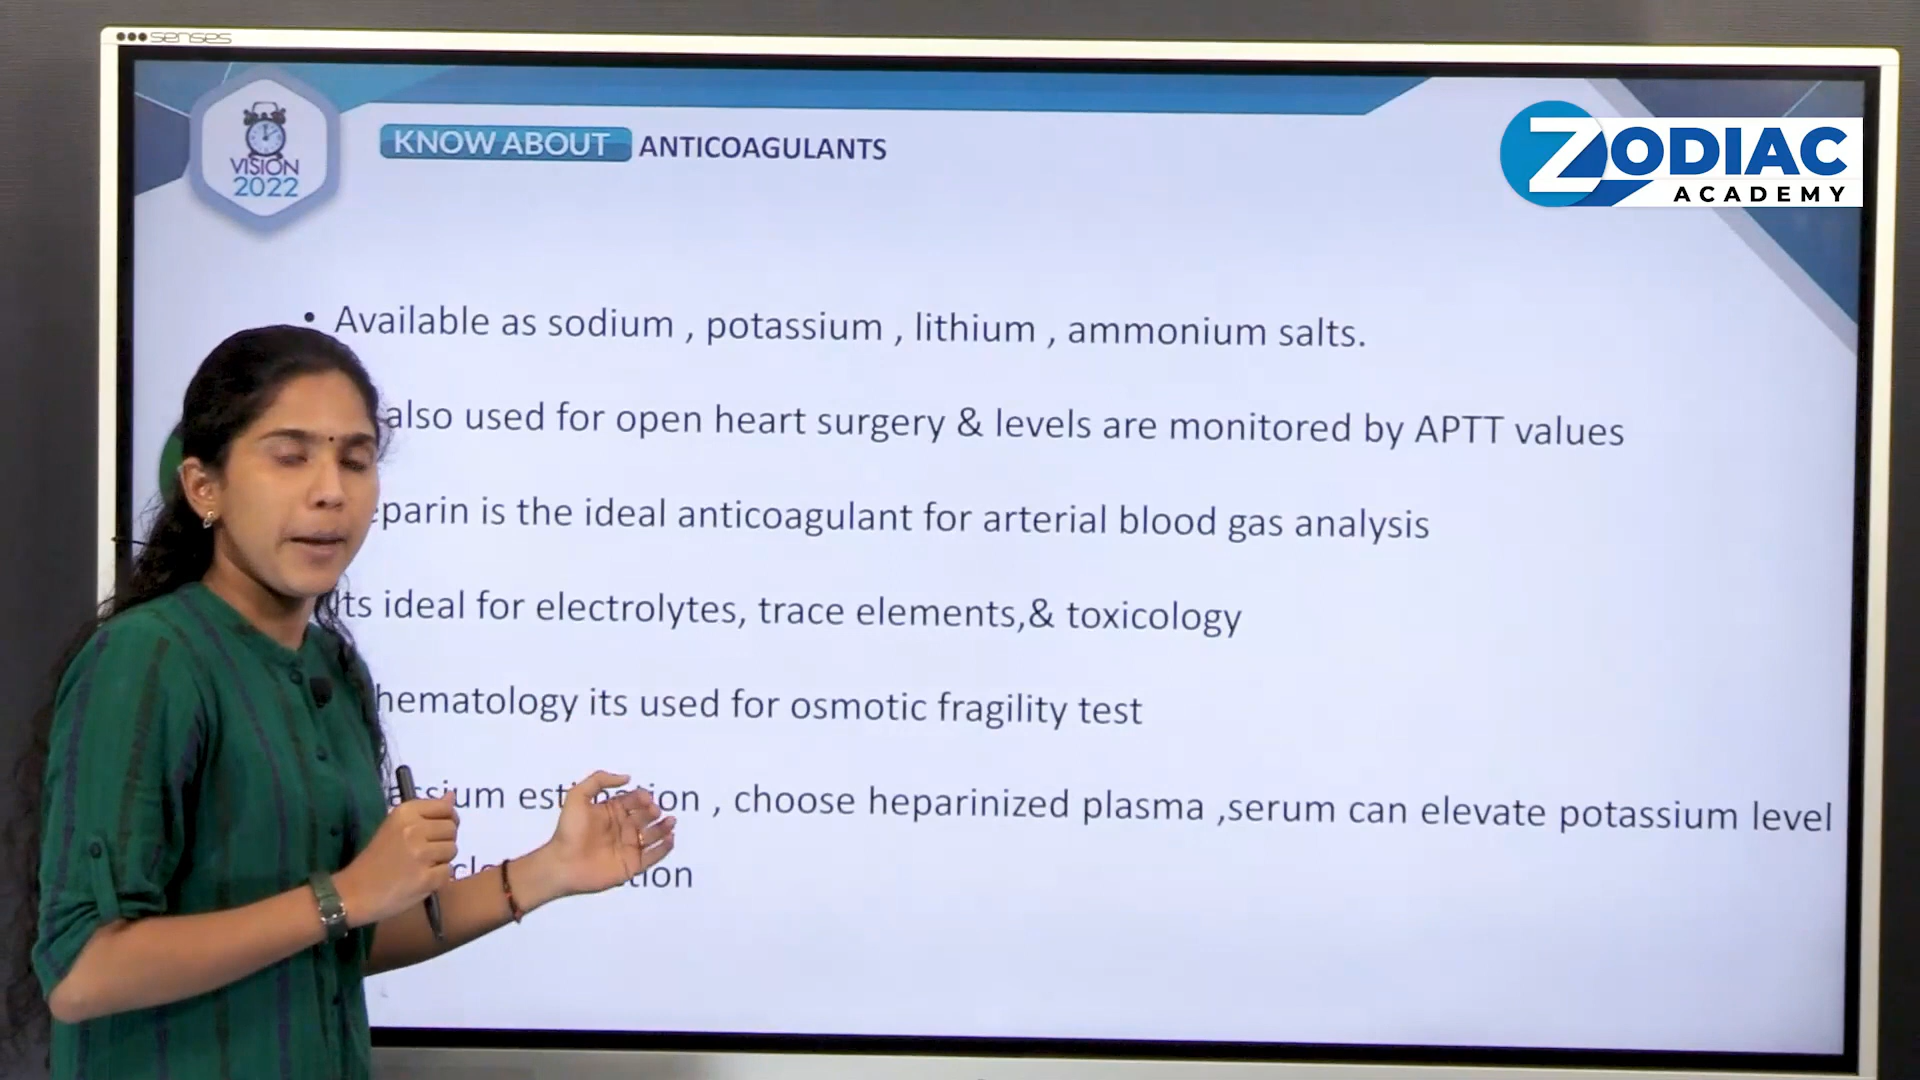 senses
VISION
2022
KNOW ABOUT ANTICOAGULANTS
ZODIAC
ACADEMY
• Available as sodium , potassium , lithium , ammonium salts.
also used for open heart surgery & levels are monitored by APTT values
parin is the ideal anticoagulant for arterial blood gas analysis
Its ideal for electrolytes, trace elements,& toxicology
hematology its used for osmotic fragility test
choose heparinized plasma ,serum can elevate potassium level